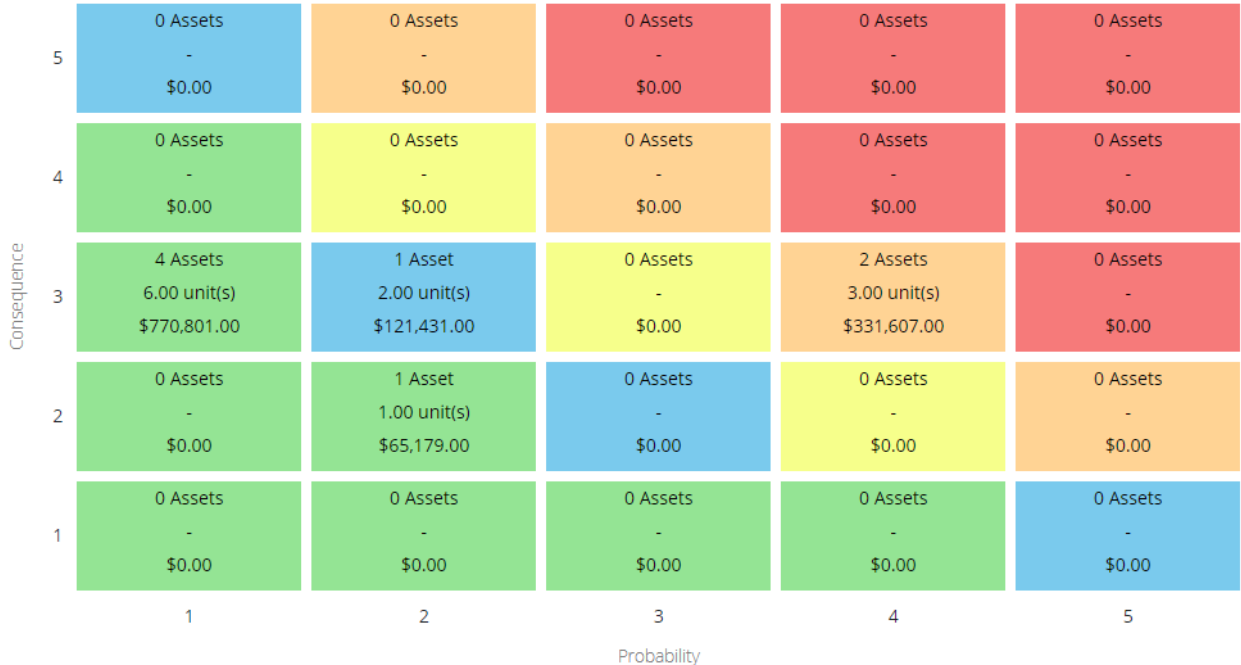 0 Assets 0 Assets 0 Assets 0 Assets 0 Assets
5 - - - - -
$0.00 $0.00 $0.00 $0.00 $0.00
0 Assets 0 Assets 0 Assets 0 Assets 0 Assets
4 - - - - -
$0.00 $0.00 $0.00 $0.00 $0.00
Consequence
4 Assets 1 Asset 0 Assets 2 Assets 0 Assets
3 6.00 unit(s) 2.00 unit(s) - 3.00 unit(s) -
$770,801.00 $121,431.00 $0.00 $331,607.00 $0.00
0 Assets 1 Asset 0 Assets 0 Assets 0 Assets
2 - 1.00 unit(s) - - -
$0.00 $65,179.00 $0.00 $0.00 $0.00
0 Assets 0 Assets 0 Assets 0 Assets 0 Assets
1 - - - - -
$0.00 $0.00 $0.00 $0.00 $0.00
1 2 3 4 5
Probability